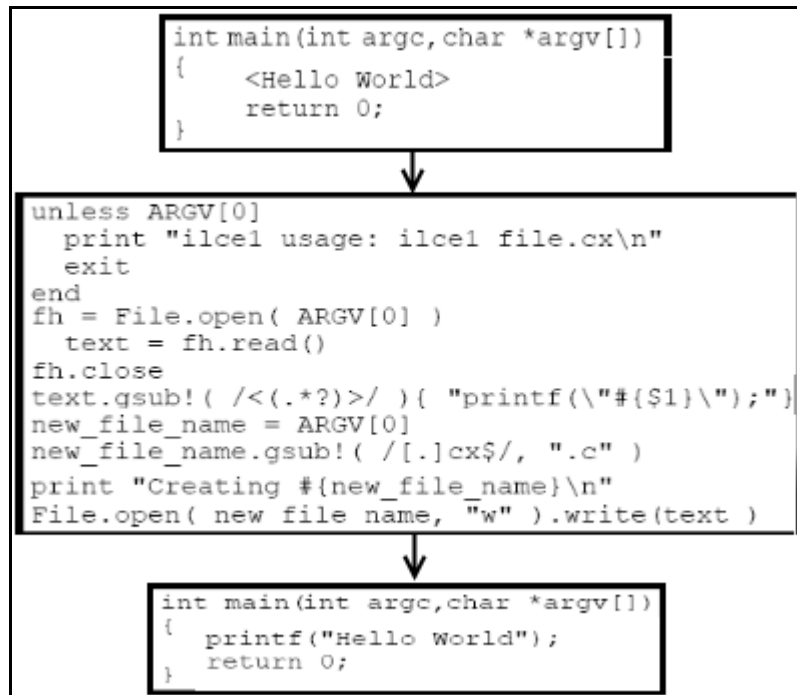 int main(int argc,char *argv[])
{
<Hello World>
return 0;
}
unless ARGV[0]
print "ilce1 usage: ilce1 file.cx\n"
exit
end
fh = File.open( ARGV[0] )
text = fh.read()
fh.close
text.gsub!( /<(.*?)>/ ){ "printf(\"#{$1}\");"}
new_file_name = ARGV[0]
new_file_name.gsub!( /[.]cx$/, ".c" )
print "Creating #{new_file_name}\n"
File.open( new file name, "w" ).write(text )
int main(int argc,char *argv[])
{
printf("Hello World");
return 0;
}